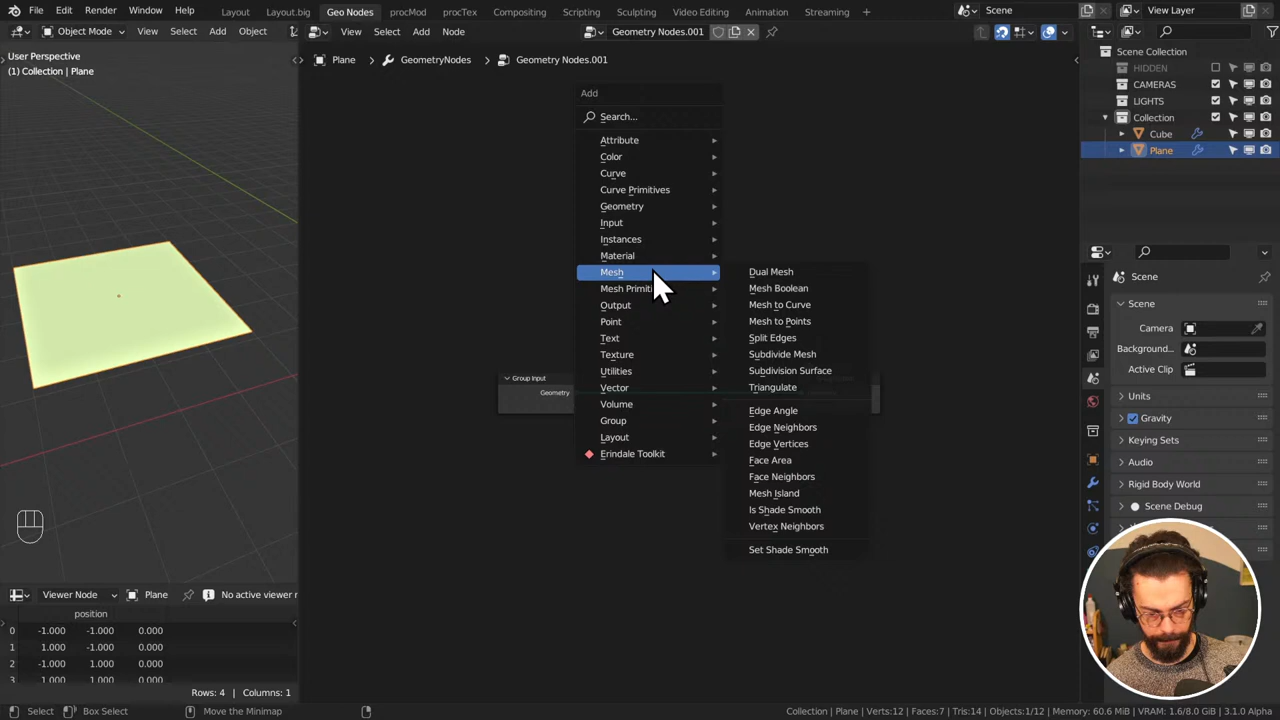 File Edit Render Window Help Layout Layout.big Geo Nodes procMod procTex Compositing Scripting Sculpting Video Editing Animation Streaming + Scene View Layer
Object Mode View Select Add Object View Select Add Node Geometry Nodes.001
User Perspective
(1) Collection | Plane
Plane > GeometryNodes > Geometry Nodes.001
Add
Search...
Attribute
Color
Curve
Curve Primitives
Geometry
Input
Instances
Material
Mesh
Output
Point
Text
Texture
Utilities
Vector
Volume
Group
Layout
Erindale Toolkit
Dual Mesh
Mesh Boolean
Mesh to Curve
Mesh to Points
Split Edges
Subdivide Mesh
Subdivision Surface
Triangulate
Edge Angle
Edge Neighbors
Edge Vertices
Face Area
Face Neighbors
Mesh Island
Is Shade Smooth
Vertex Neighbors
Set Shade Smooth
Group Input
Geometry
Scene Collection
HIDDEN
CAMERAS
LIGHTS
Collection
Cube
Plane
Scene
Scene
Camera
Background...
Active Clip
Units
Gravity
Keying Sets
Audio
Rigid Body World
Scene Debug
Viewer Node Plane No active viewer
position
0 -1.000 -1.000 0.000
1 1.000 -1.000 0.000
2 -1.000 1.000 0.000
3 1.000 1.000 0.000
Rows: 4 | Columns: 1
Select Box Select Move the Minimap Collection | Plane | Verts:12 | Faces:7 | Tris:14 | Objects:1/12 | Memory: 60.6 MiB | VRAM: 1.6/8.0 GiB | 3.1.0 Alpha